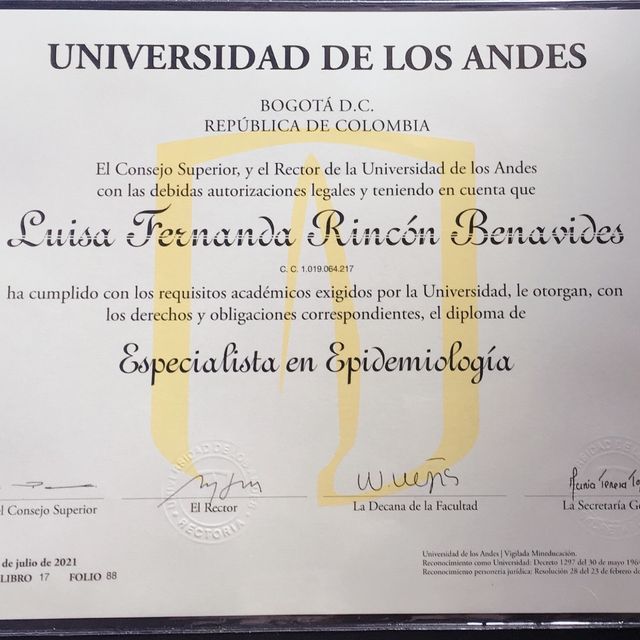 UNIVERSIDAD DE LOS ANDES
BOGOTÁ D.C.
REPÚBLICA DE COLOMBIA
El Consejo Superior, y el Rector de la Universidad de los Andes
con las debidas autorizaciones legales y teniendo en cuenta que
Luisa Fernanda Rincón Benavides
C. C. 1.019.064.217
ha cumplido con los requisitos académicos exigidos por la Universidad, le otorgan, con
los derechos y obligaciones correspondientes, el diploma de
Especialista en Epidemiología
l Consejo Superior
El Rector
La Decana de la Facultad
La Secretaría Ge
RECTORIA
de julio de 2021
LIBRO 17 FOLIO 88
Universidad de los Andes | Vigilada Mineducación.
Reconocimiento como Universidad: Decreto 1297 del 30 de mayo 196
Reconocimiento personería jurídica: Resolución 28 del 23 de febrero de